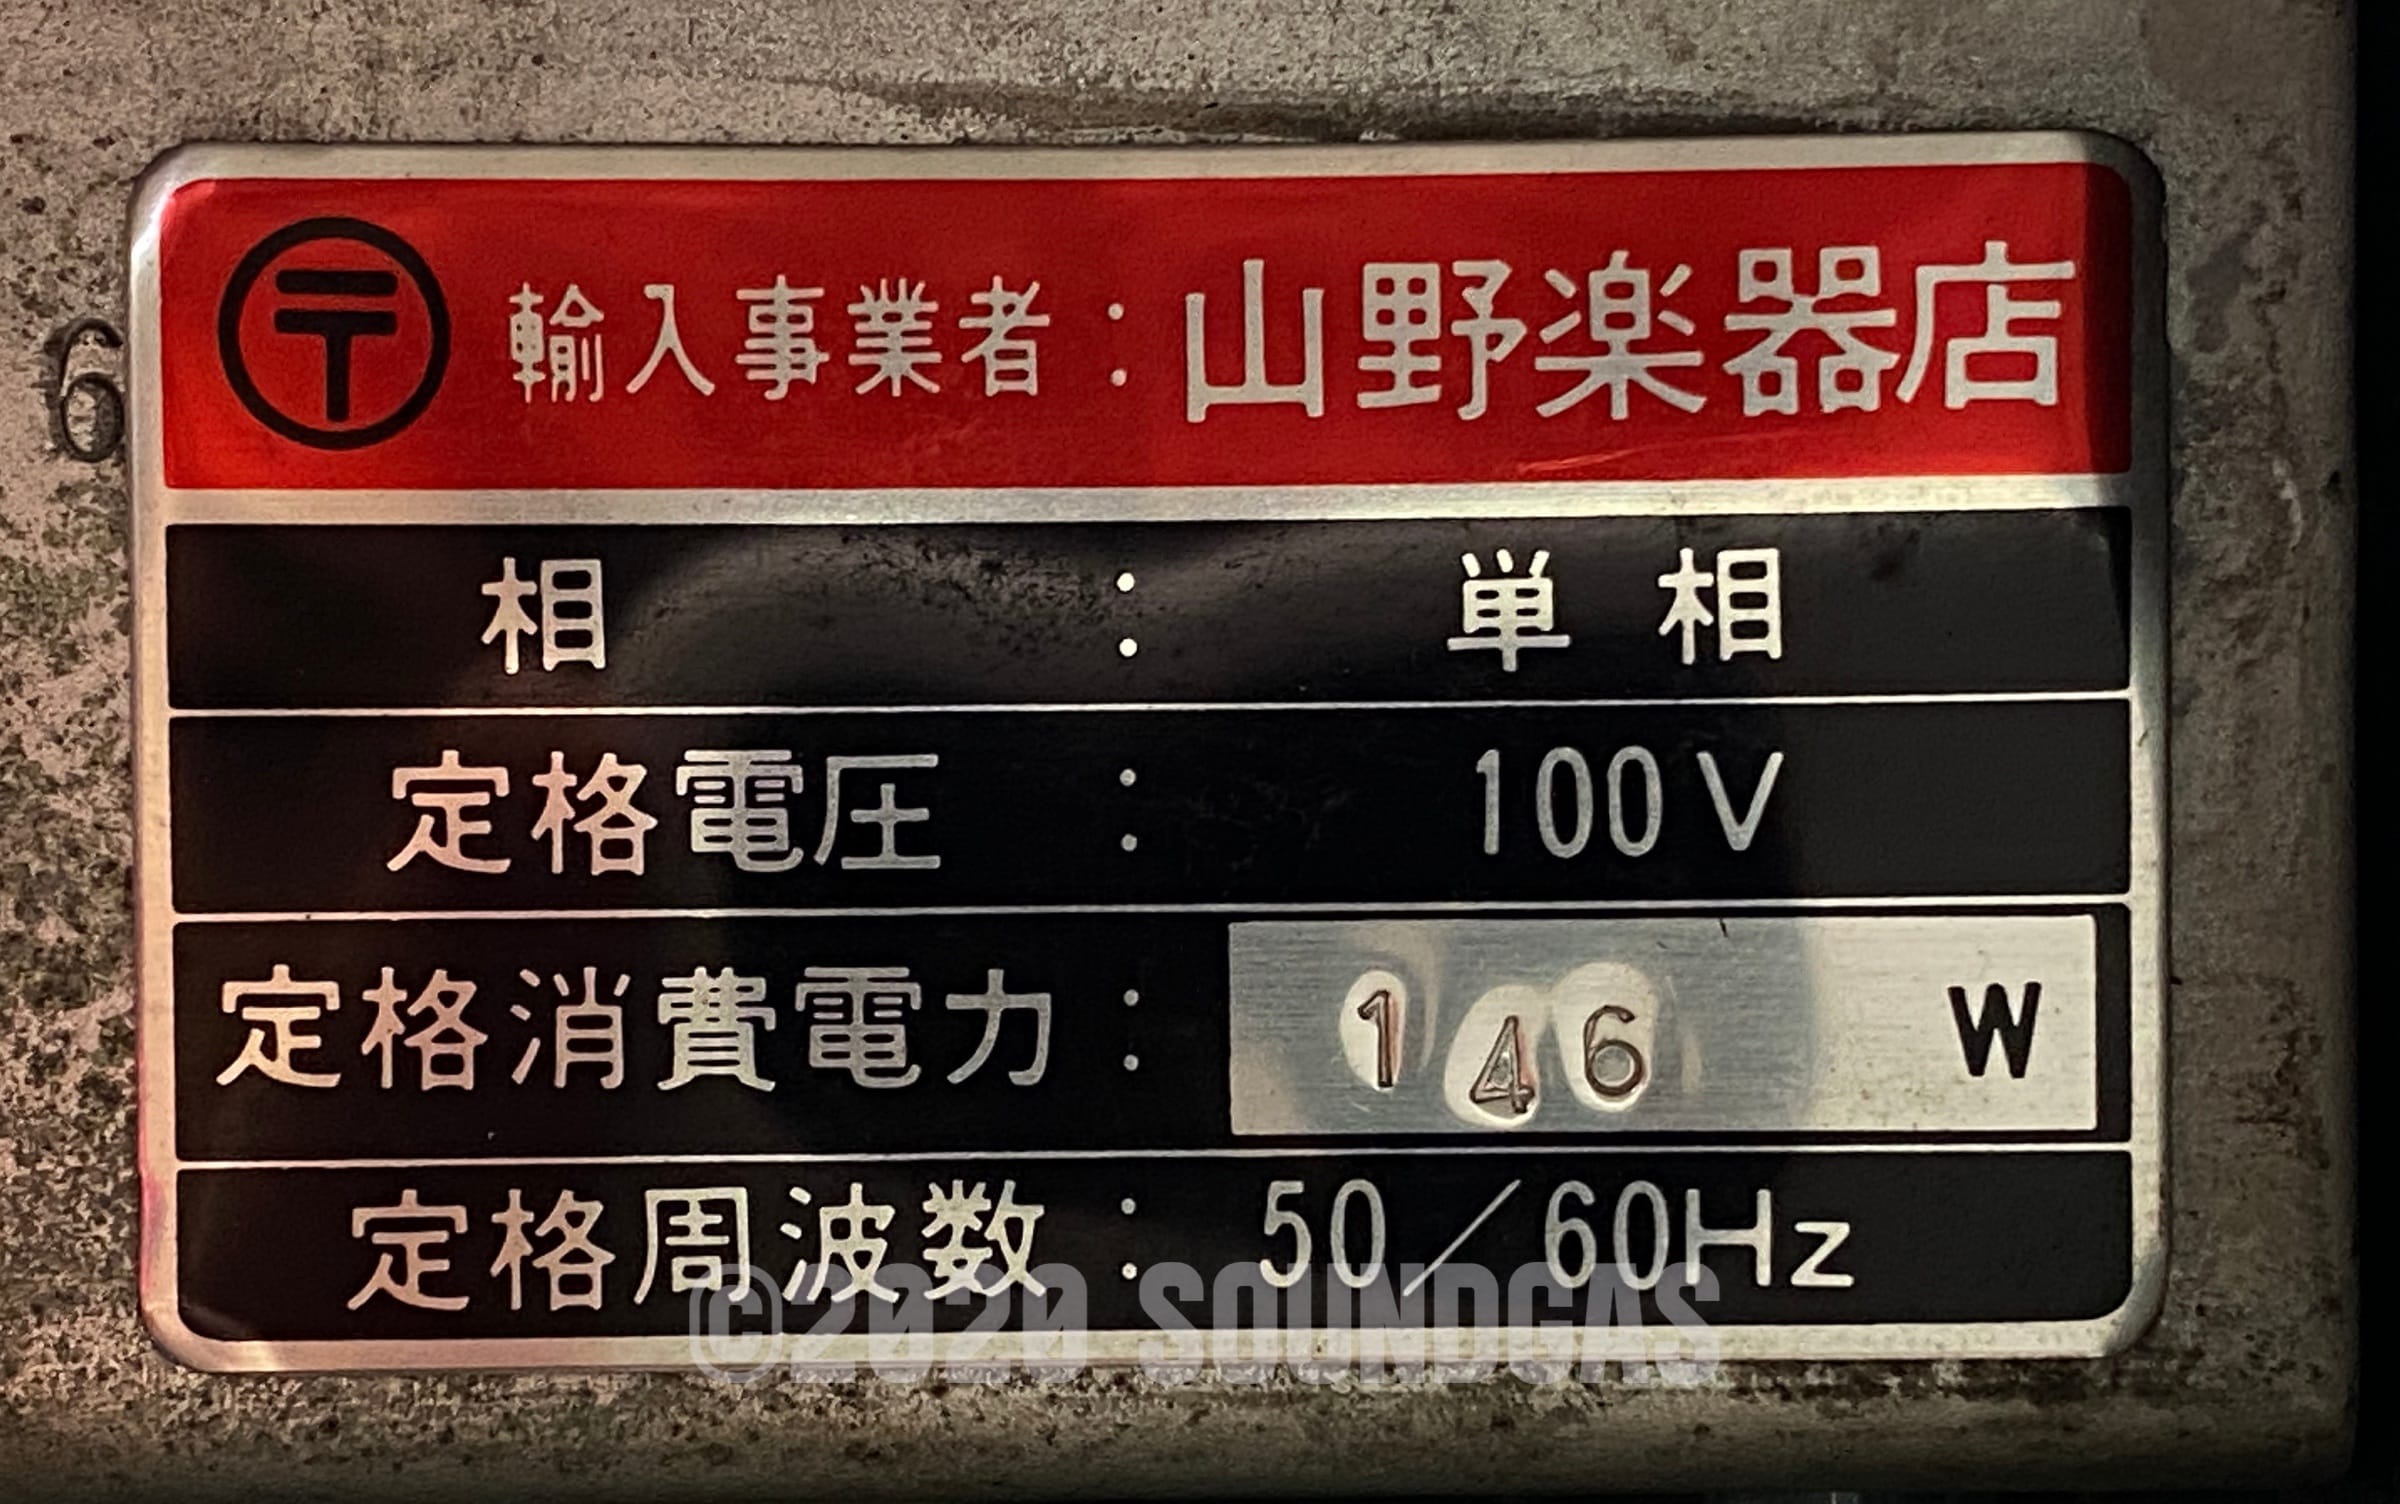 〶 輸入事業者：山野楽器店
相：単相
定格電圧：100V
定格消費電力：146 W
定格周波数：50／60Hz
©2020 SOUNDGAS
6